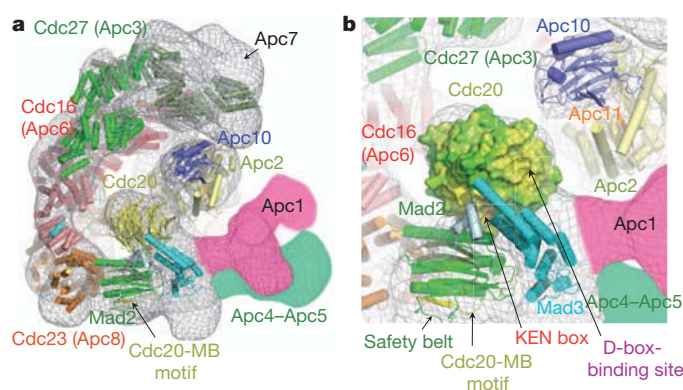 a
Cdc27 (Apc3)
Apc7
Cdc16
(Apc6)
Apc10
Apc2
Cdc20
Apc1
Mad2
Apc4–Apc5
Cdc23 (Apc8)
Cdc20-MB
motif
b
Apc10
Cdc27 (Apc3)
Cdc20
Apc11
Cdc16
(Apc6)
Apc2
Mad2
Apc1
Mad3
Apc4–Apc5
Safety belt
KEN box
Cdc20-MB
motif
D-box-
binding site